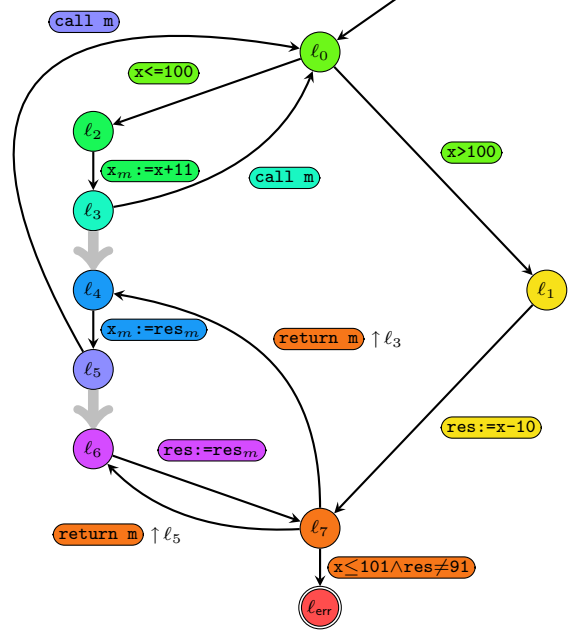 call m
ℓ₀
x<=100
ℓ₂
x>100
xₘ:=x+11
call m
ℓ₃
ℓ₄
ℓ₁
xₘ:=resₘ
return m ↑ℓ₃
ℓ₅
res:=x-10
ℓ₆
res:=resₘ
return m ↑ℓ₅
ℓ₇
x≤101∧res≠91
ℓerr